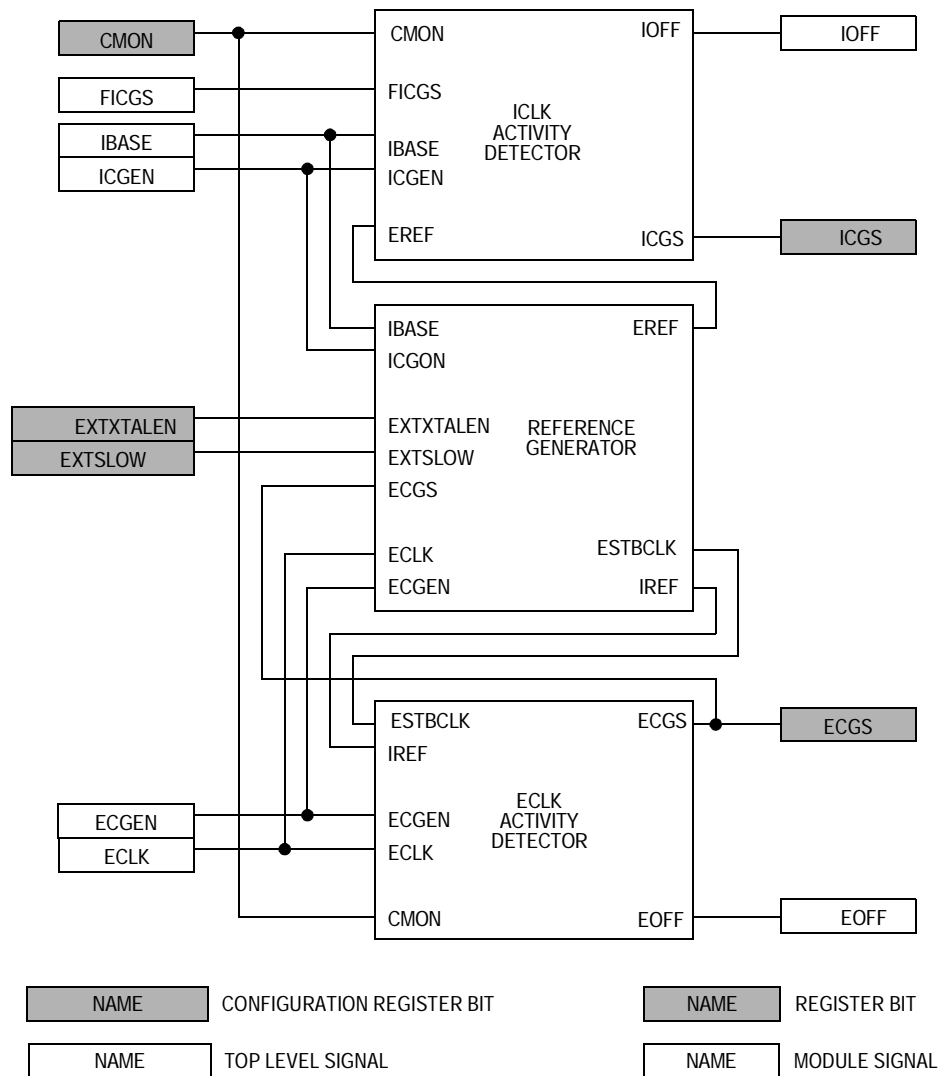 CMON
FICGS
IBASE
ICGEN
CMON
FICGS
IBASE
ICGEN
EREF
ICLK
ACTIVITY
DETECTOR
IOFF
ICGS
IOFF
ICGS
EXTXTALEN
EXTSLOW
IBASE
ICGON
EXTXTALEN
EXTSLOW
ECGS
ECLK
ECGEN
REFERENCE
GENERATOR
EREF
ESTBCLK
IREF
ECGEN
ECLK
ESTBCLK
IREF
ECGEN
ECLK
CMON
ECLK
ACTIVITY
DETECTOR
ECGS
EOFF
ECGS
EOFF
NAME CONFIGURATION REGISTER BIT
NAME REGISTER BIT
NAME TOP LEVEL SIGNAL
NAME MODULE SIGNAL